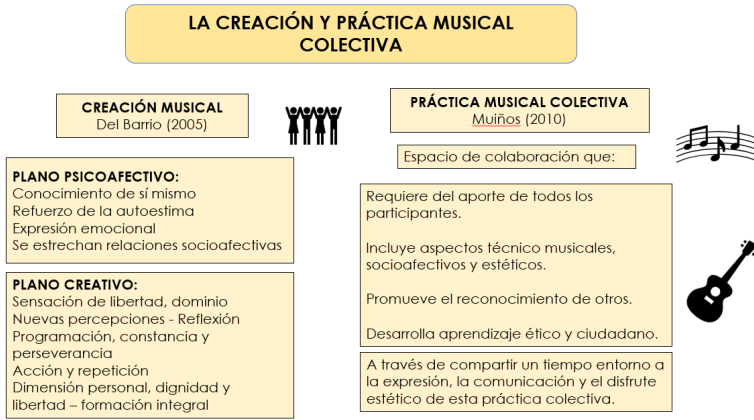 LA CREACIÓN Y PRÁCTICA MUSICAL
COLECTIVA
CREACIÓN MUSICAL
Del Barrio (2005)
PLANO PSICOAFECTIVO:
Conocimiento de sí mismo
Refuerzo de la autoestima
Expresión emocional
Se estrechan relaciones socioafectivas
PLANO CREATIVO:
Sensación de libertad, dominio
Nuevas percepciones - Reflexión
Programación, constancia y
perseverancia
Acción y repetición
Dimensión personal, dignidad y
libertad – formación integral
PRÁCTICA MUSICAL COLECTIVA
Muiños (2010)
Espacio de colaboración que:
Requiere del aporte de todos los
participantes.
Incluye aspectos técnico musicales,
socioafectivos y estéticos.
Promueve el reconocimiento de otros.
Desarrolla aprendizaje ético y ciudadano.
A través de compartir un tiempo entorno a
la expresión, la comunicación y el disfrute
estético de esta práctica colectiva.